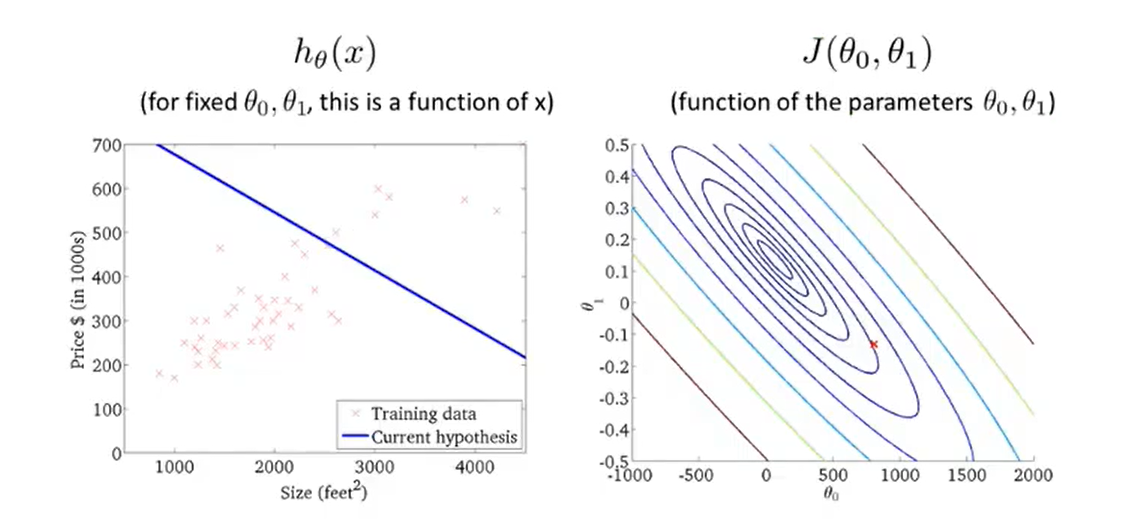 hθ(x)
(for fixed θ0, θ1, this is a function of x)
700
600
500
400
300
200
100
0
Price $ (in 1000s)
1000 2000 3000 4000
Size (feet²)
Training data
Current hypothesis
J(θ0, θ1)
(function of the parameters θ0, θ1)
0.5
0.4
0.3
0.2
0.1
0
-0.1
-0.2
-0.3
-0.4
-0.5
θ1
-1000 -500 0 500 1000 1500 2000
θ0